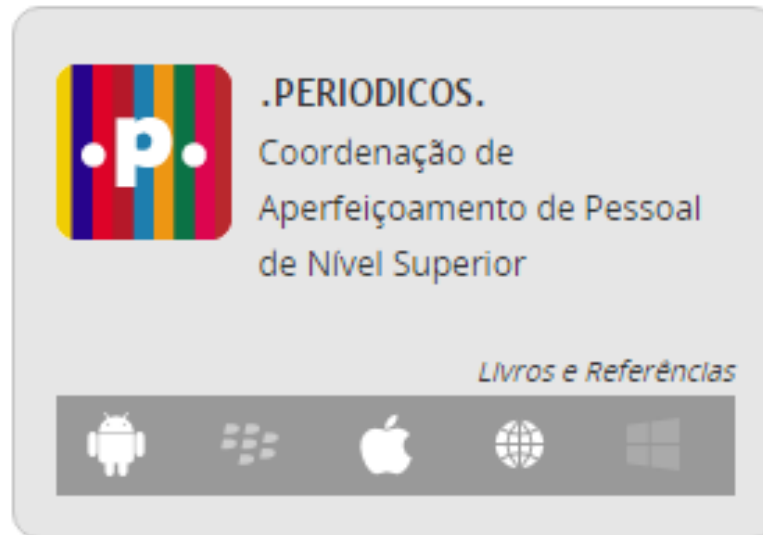 .p.
.PERIODICOS.
Coordenação de
Aperfeiçoamento de Pessoal
de Nível Superior
Livros e Referências